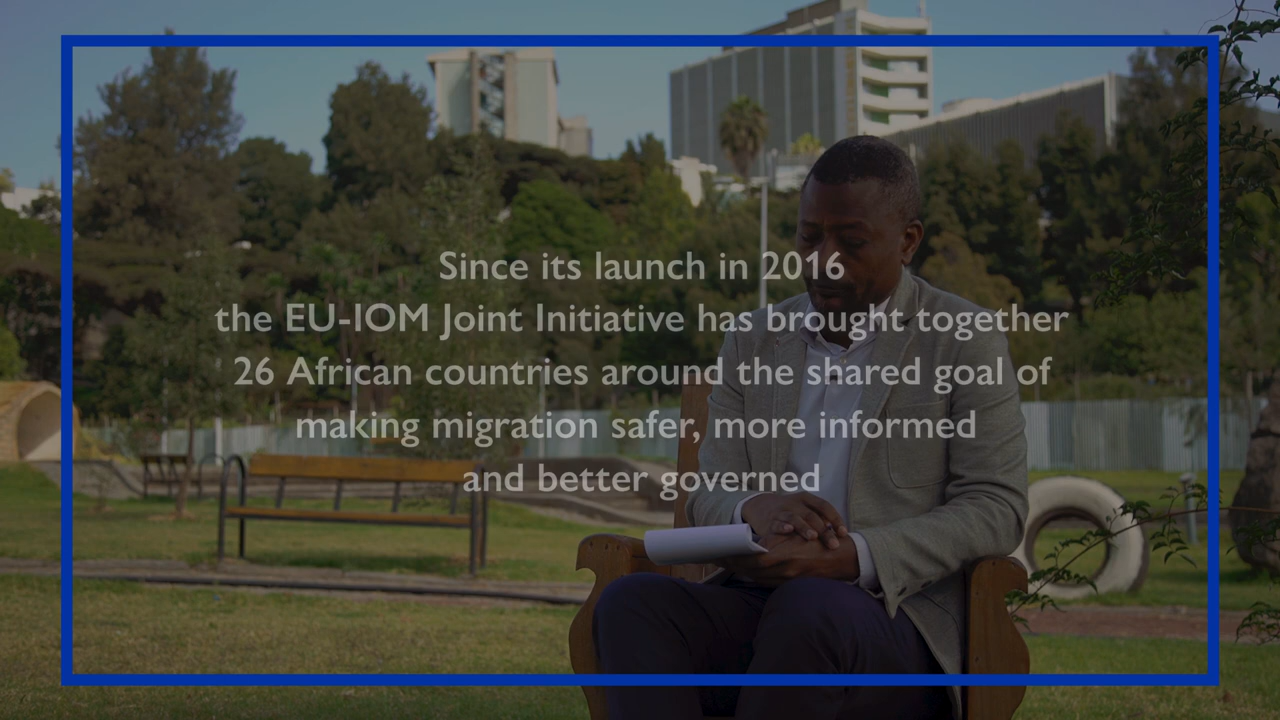 Since its launch in 2016
the EU-IOM Joint Initiative has brought together
26 African countries around the shared goal of
making migration safer, more informed
and better governed